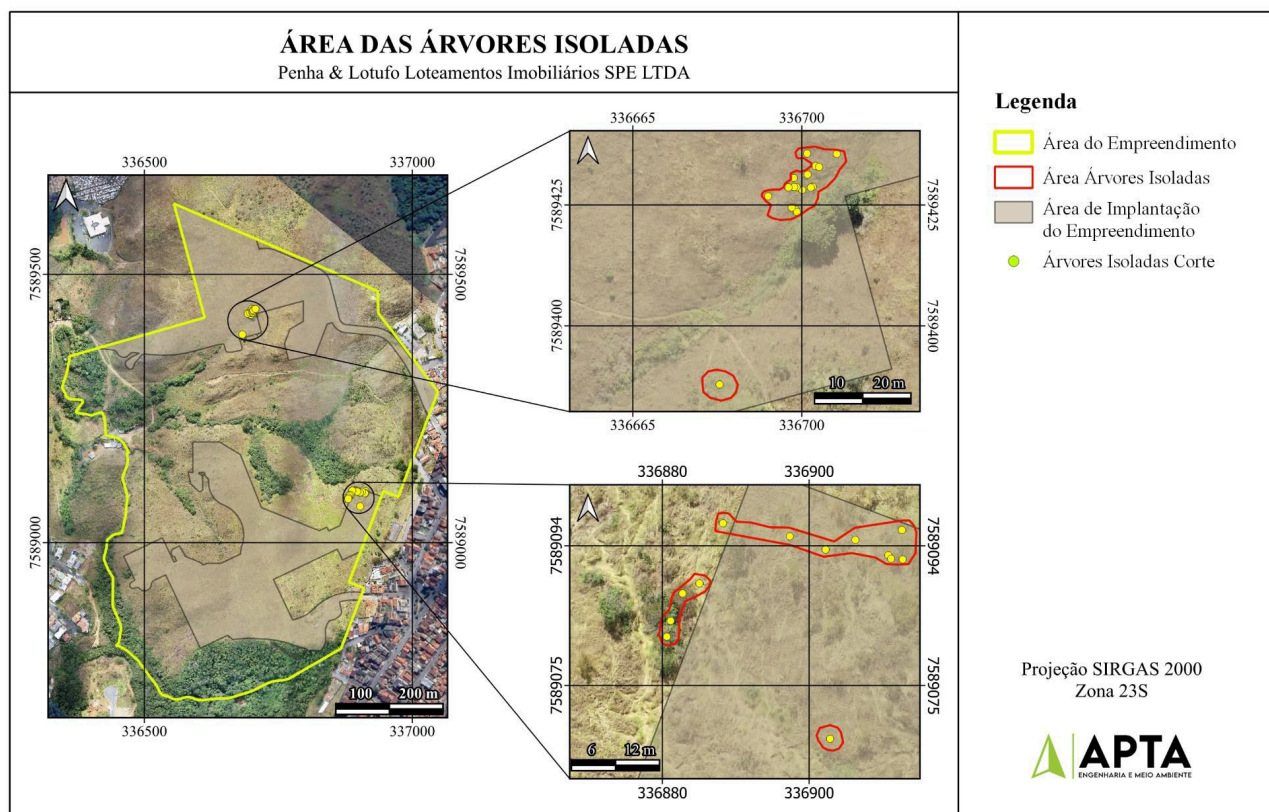 ÁREA DAS ÁRVORES ISOLADAS
Penha & Lotufo Loteamentos Imobiliários SPE LTDA
336500
337000
7589500
7589500
7589000
7589000
100
200 m
336500
337000
336665
336700
7589425
7589425
7589400
7589400
10
20 m
336665
336700
336880
336900
7589094
7589094
7589075
7589075
6
12 m
336880
336900
Legenda
Área do Empreendimento
Área Árvores Isoladas
Área de Implantação
do Empreendimento
Árvores Isoladas Corte
Projeção SIRGAS 2000
Zona 23S
APTA
ENGENHARIA E MEIO AMBIENTE